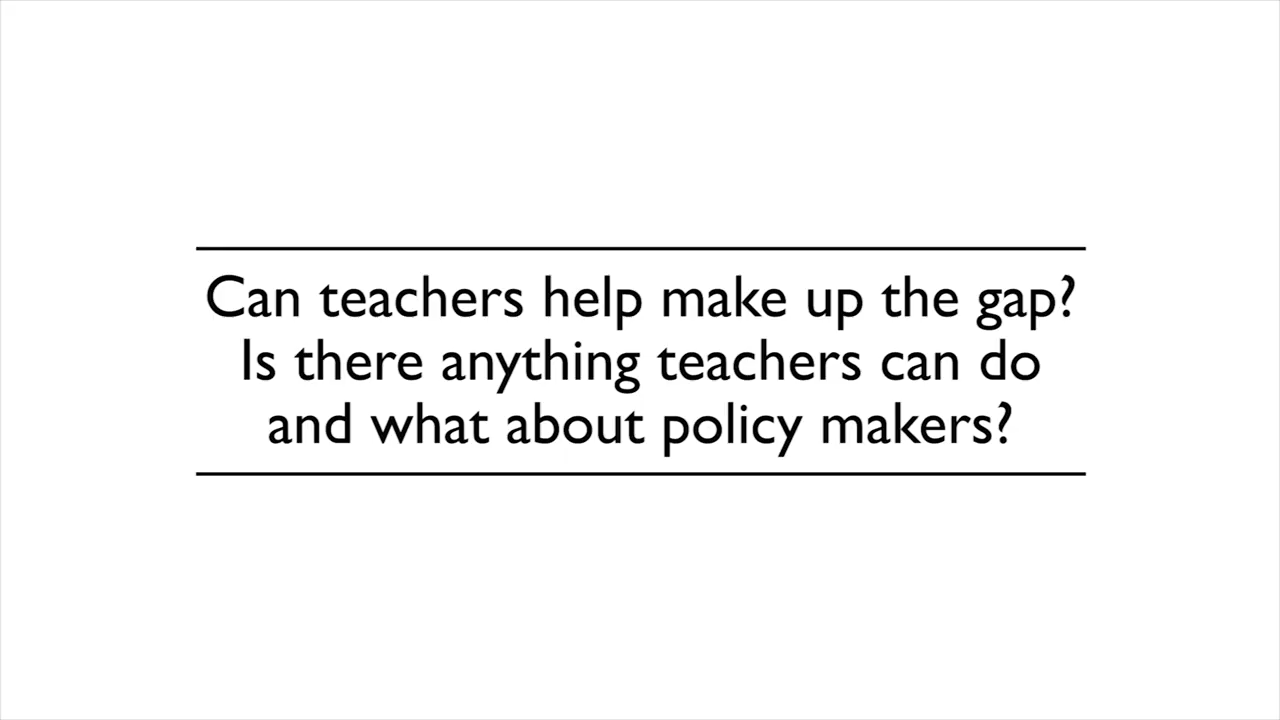 Can teachers help make up the gap?
Is there anything teachers can do
and what about policy makers?